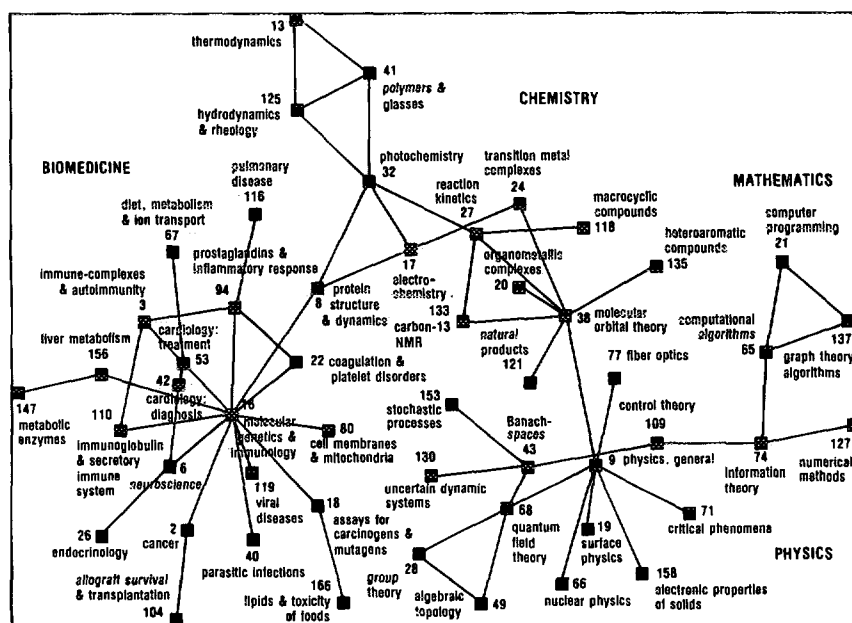 13
thermodynamics
41
polymers &
glasses
125
hydrodynamics
& rheology
CHEMISTRY
BIOMEDICINE
MATHEMATICS
PHYSICS
photochemistry
32
transition metal
complexes
24
reaction
kinetics
27
macrocyclic
compounds
118
heteroaromatic
compounds
135
computer
programming
21
pulmonary
disease
116
diet, metabolism
& ion transport
67
prostaglandins &
inflammatory response
94
immune-complexes
& autoimmunity
3
8
protein
structure
& dynamics
17
electro-
chemistry
organometallic
complexes
20
133
carbon-13
NMR
38
molecular
orbital theory
natural
products
121
computational
algorithms
65
137
graph theory
algorithms
liver metabolism
156
cardiology:
treatment
53
42
cardiology:
diagnosis
22
coagulation &
platelet disorders
77 fiber optics
147
metabolic
enzymes
110
immunoglobulin
& secretory
immune
system
16
molecular
genetics &
immunology
80
cell membranes
& mitochondria
153
stochastic
processes
Banach-
spaces
43
control theory
109
physics, general
9
74
information
theory
127
numerical
methods
130
uncertain dynamic
systems
6
neuroscience
119
viral
diseases
18
assays for
carcinogens &
mutagens
26
endocrinology
2
cancer
40
parasitic infections
68
quantum
field theory
19
surface
physics
71
critical phenomena
28
group
theory
algebraic
topology
49
66
nuclear physics
158
electronic properties
of solids
allograft survival
& transplantation
104
166
lipids & toxicity
of foods